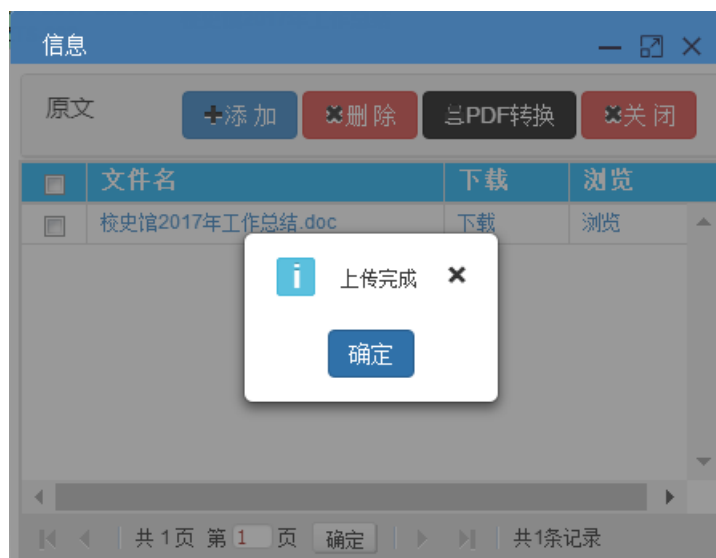 信息
原文
添 加
删 除
PDF转换
关 闭
文件名 下载 浏览
校史馆2017年工作总结.doc 下载 浏览
上传完成
确定
共 1 页 第 1 页 确定 共1条记录